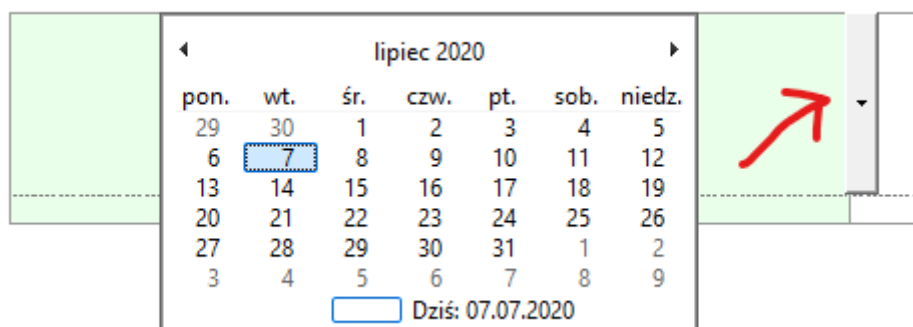 lipiec 2020
pon. wt. śr. czw. pt. sob. niedz.
29 30 1 2 3 4 5
6 7 8 9 10 11 12
13 14 15 16 17 18 19
20 21 22 23 24 25 26
27 28 29 30 31 1 2
3 4 5 6 7 8 9
Dziś: 07.07.2020